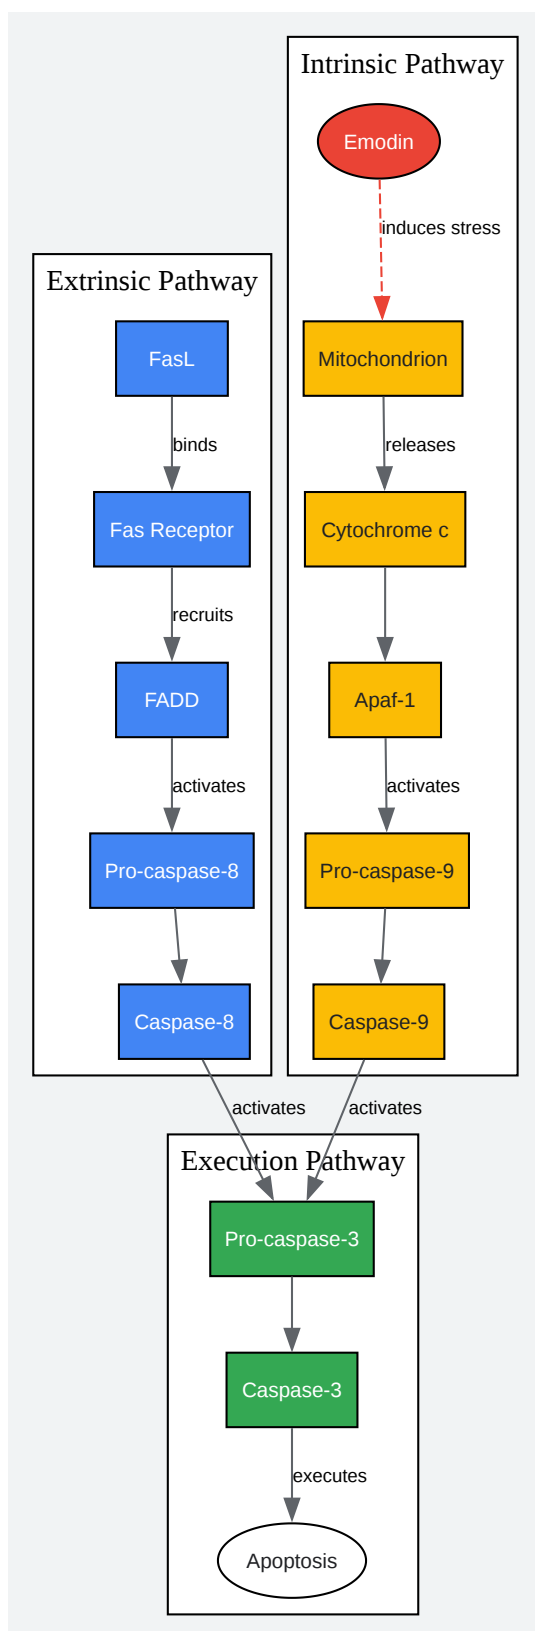 Intrinsic Pathway
Emodin
induces stress
Extrinsic Pathway
FasL
Mitochondrion
binds
releases
Fas Receptor
Cytochrome c
recruits
FADD
Apaf-1
activates
activates
Pro-caspase-8
Pro-caspase-9
Caspase-8
Caspase-9
activates
activates
Execution Pathway
Pro-caspase-3
Caspase-3
executes
Apoptosis